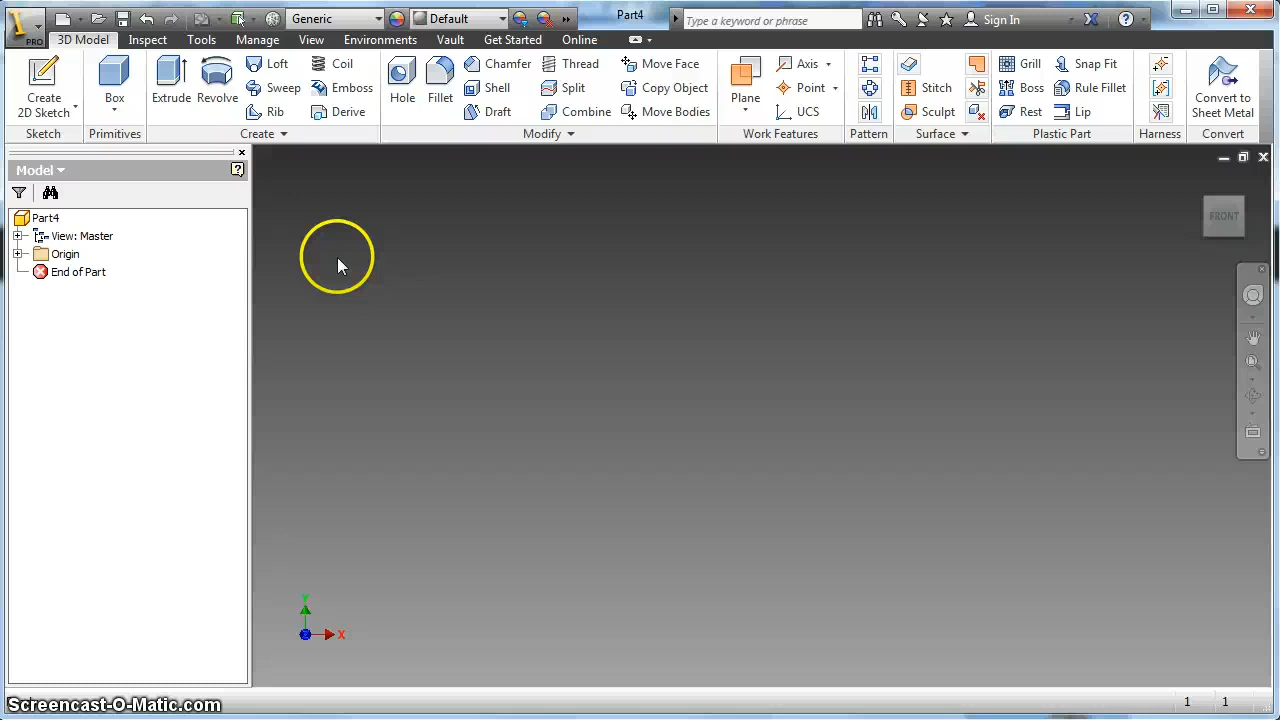 PRO
Generic
Default
Part4
Type a keyword or phrase
Sign In
3D Model Inspect Tools Manage View Environments Vault Get Started Online
Create
2D Sketch
Sketch
Box
Primitives
Extrude
Revolve
Loft
Sweep
Rib
Coil
Emboss
Derive
Create
Hole
Fillet
Chamfer
Shell
Draft
Thread
Split
Combine
Move Face
Copy Object
Move Bodies
Modify
Plane
Axis
Point
UCS
Work Features
Pattern
Stitch
Sculpt
Surface
Grill
Boss
Rest
Snap Fit
Rule Fillet
Lip
Plastic Part
Harness
Convert to
Sheet Metal
Convert
Model
Part4
View: Master
Origin
End of Part
FRONT
Y
Z
X
1 1
Screencast-O-Matic.com